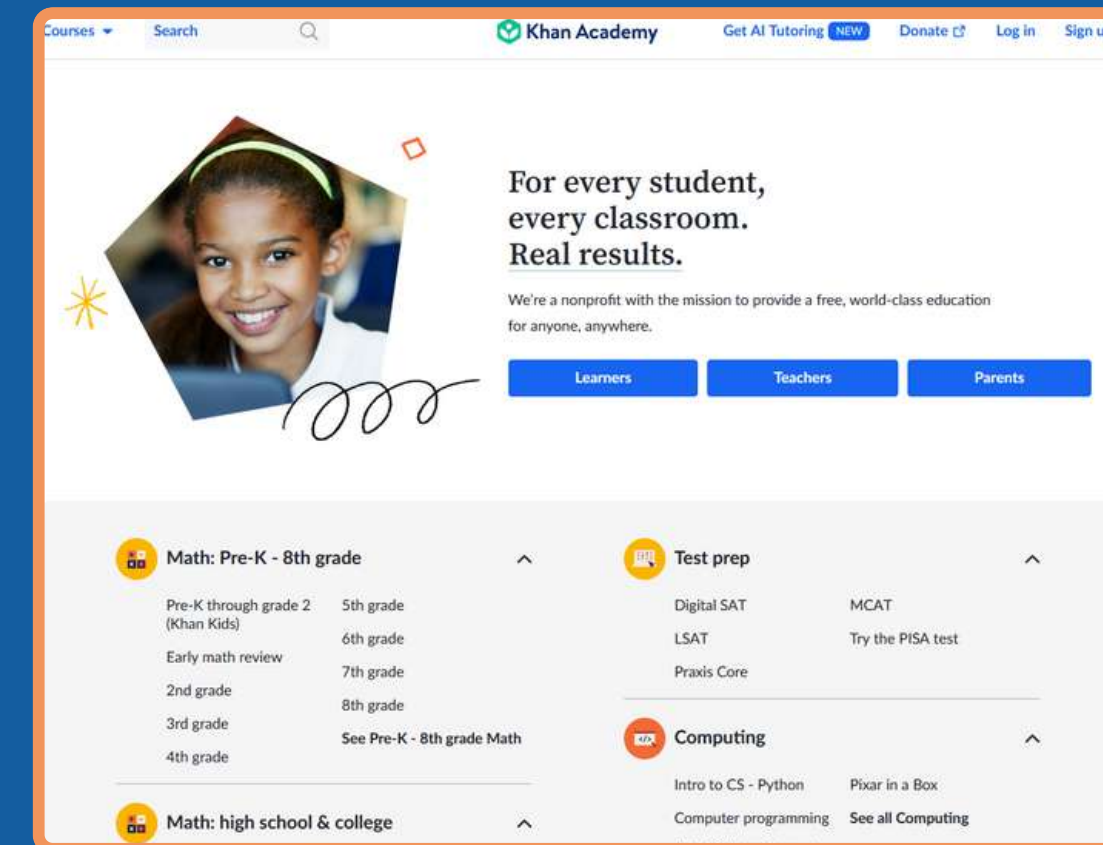 Courses
Search
Khan Academy
Get AI Tutoring NEW
Donate
Log in
Sign u
For every student,
every classroom.
Real results.
We're a nonprofit with the mission to provide a free, world-class education
for anyone, anywhere.
Learners
Teachers
Parents
Math: Pre-K - 8th grade
Pre-K through grade 2
(Khan Kids)
Early math review
2nd grade
3rd grade
4th grade
5th grade
6th grade
7th grade
8th grade
See Pre-K - 8th grade Math
Math: high school & college
Test prep
Digital SAT
LSAT
Praxis Core
MCAT
Try the PISA test
Computing
Intro to CS - Python
Computer programming
Pixar in a Box
See all Computing